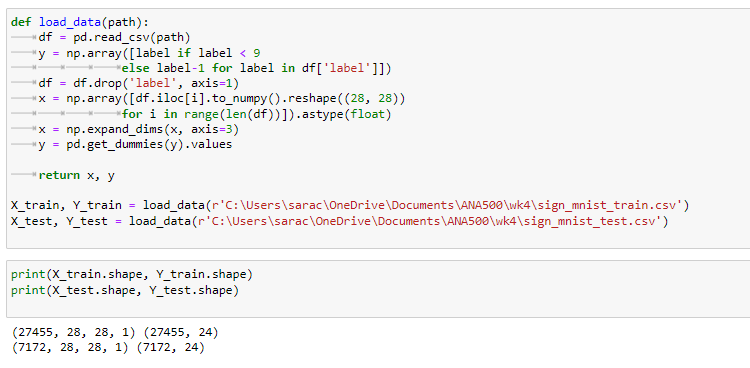 def load_data(path):
    df = pd.read_csv(path)
    y = np.array([label if label < 9
                else label-1 for label in df['label']])
    df = df.drop('label', axis=1)
    x = np.array([df.iloc[i].to_numpy().reshape((28, 28))
                for i in range(len(df))]).astype(float)
    x = np.expand_dims(x, axis=3)
    y = pd.get_dummies(y).values
    return x, y
X_train, Y_train = load_data(r'C:\Users\sarac\OneDrive\Documents\ANA500\wk4\sign_mnist_train.csv')
X_test, Y_test = load_data(r'C:\Users\sarac\OneDrive\Documents\ANA500\wk4\sign_mnist_test.csv')
print(X_train.shape, Y_train.shape)
print(X_test.shape, Y_test.shape)
(27455, 28, 28, 1) (27455, 24)
(7172, 28, 28, 1) (7172, 24)